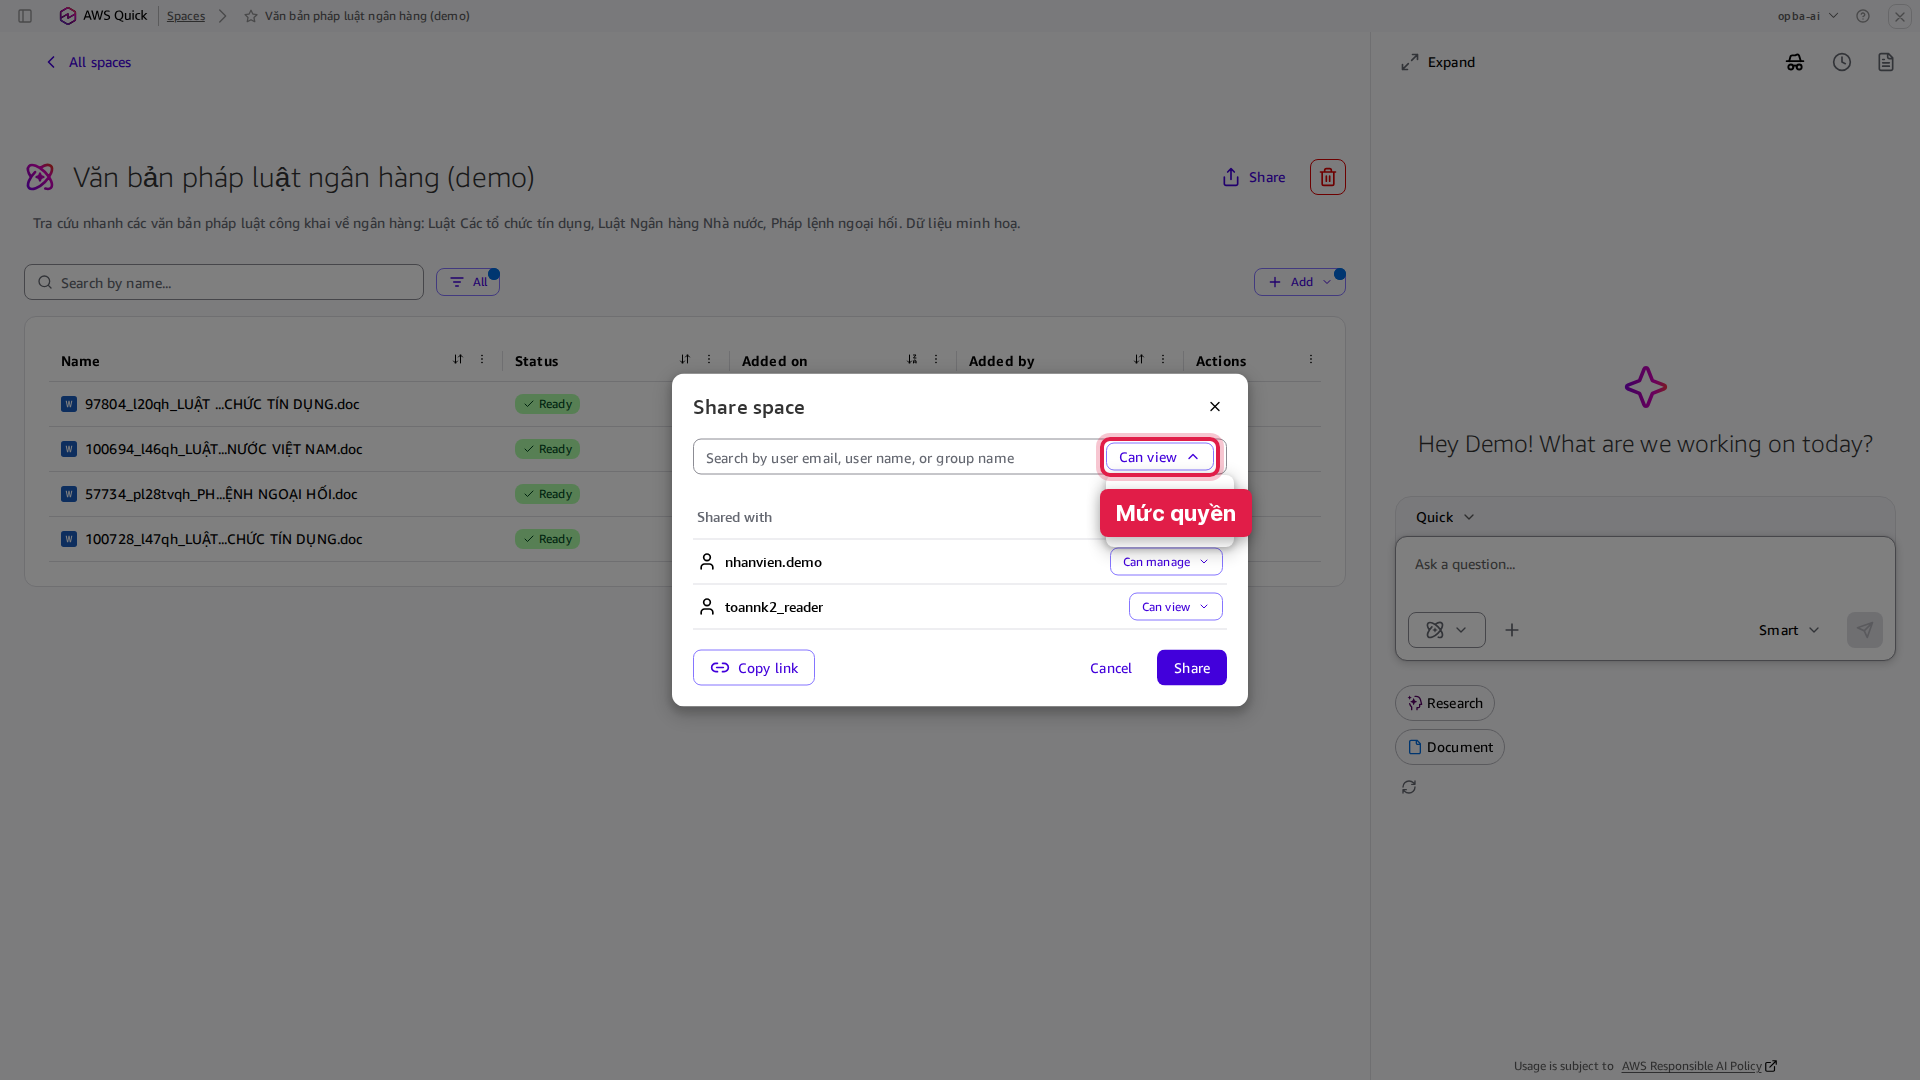 AWS Quick
Spaces
Văn bản pháp luật ngân hàng (demo)
opba-ai
All spaces
Expand
Văn bản pháp luật ngân hàng (demo)
Share
Tra cứu nhanh các văn bản pháp luật công khai về ngân hàng: Luật Các tổ chức tín dụng, Luật Ngân hàng Nhà nước, Pháp lệnh ngoại hối. Dữ liệu minh hoạ.
Search by name...
All
Add
Name Status Added on Added by Actions
97804_l20qh_LUẬT ...CHỨC TÍN DỤNG.doc Ready
100694_l46qh_LUẬT...NƯỚC VIỆT NAM.doc Ready
57734_pl28tvqh_PH...ỆNH NGOẠI HỐI.doc Ready
100728_l47qh_LUẬT...CHỨC TÍN DỤNG.doc Ready
Share space
Search by user email, user name, or group name
Can view
Mức quyền
Shared with
nhanvien.demo
Can manage
toannk2_reader
Can view
Copy link
Cancel
Share
Hey Demo! What are we working on today?
Quick
Ask a question...
Smart
Research
Document
Usage is subject to AWS Responsible AI Policy